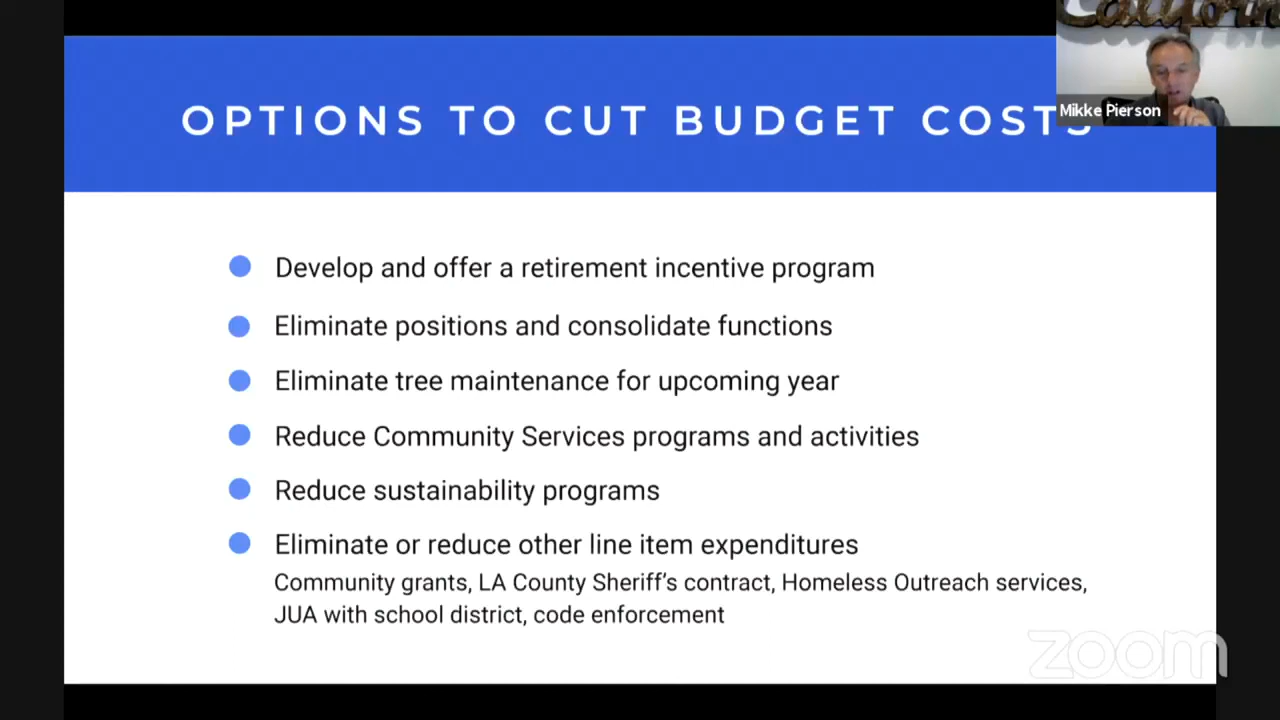 Californ
Mikke Pierson
OPTIONS TO CUT BUDGET COSTS
Develop and offer a retirement incentive program
Eliminate positions and consolidate functions
Eliminate tree maintenance for upcoming year
Reduce Community Services programs and activities
Reduce sustainability programs
Eliminate or reduce other line item expenditures
Community grants, LA County Sheriff's contract, Homeless Outreach services,
JUA with school district, code enforcement
zoom